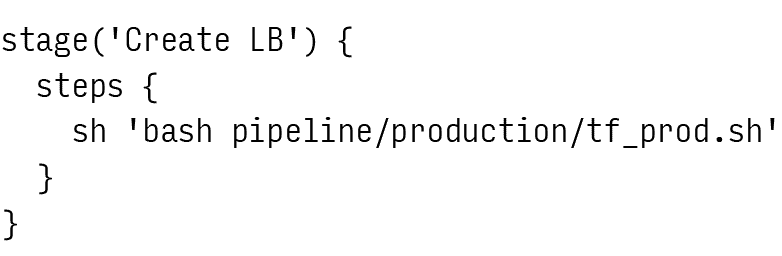 stage('Create LB') {
  steps {
    sh 'bash pipeline/production/tf_prod.sh'
  }
}